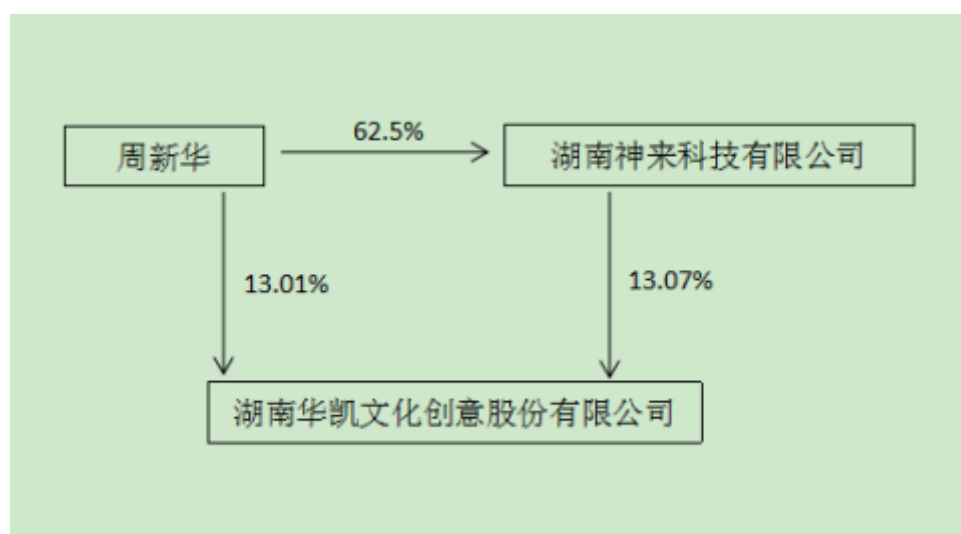 62.5%
周新华
湖南神来科技有限公司
13.01%
13.07%
湖南华凯文化创意股份有限公司